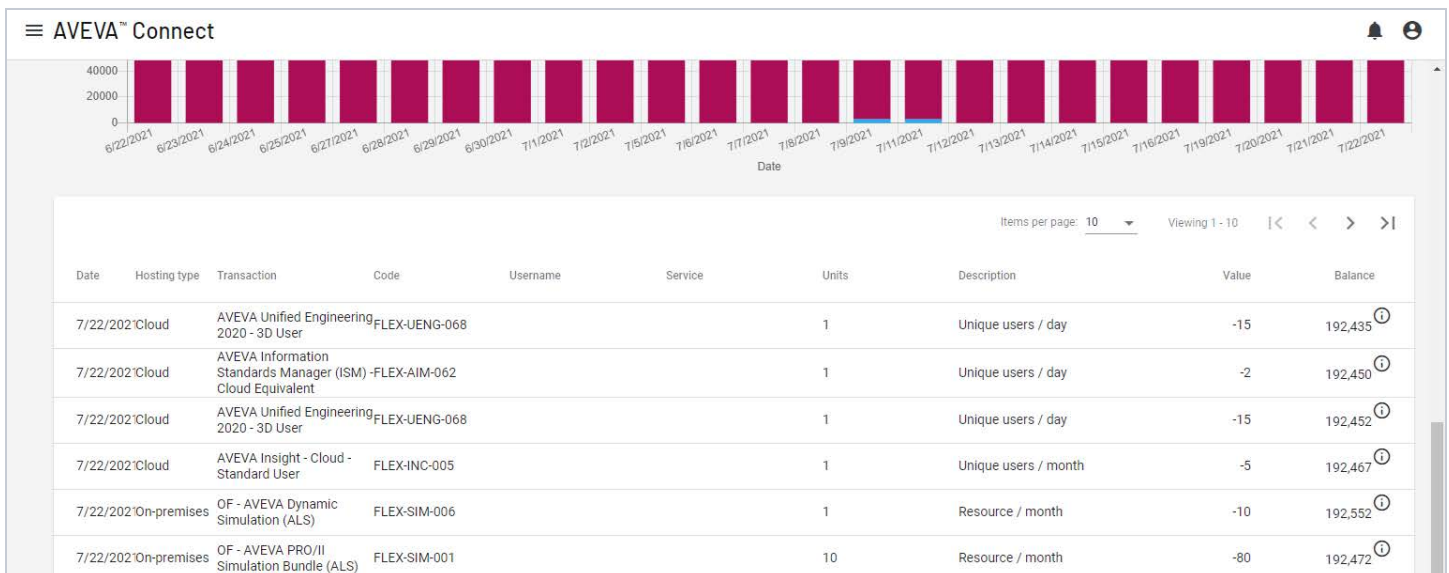 AVEVA™ Connect
40000
20000
0
6/22/2021 6/23/2021 6/24/2021 6/25/2021 6/27/2021 6/28/2021 6/29/2021 6/30/2021 7/1/2021 7/2/2021 7/5/2021 7/6/2021 7/7/2021 7/8/2021 7/9/2021 7/11/2021 7/12/2021 7/13/2021 7/14/2021 7/15/2021 7/16/2021 7/19/2021 7/20/2021 7/21/2021 7/22/2021
Date
Items per page: 10 Viewing 1 - 10
Date Hosting type Transaction Code Username Service Units Description Value Balance
7/22/2021 Cloud AVEVA Unified Engineering FLEX-UENG-068 1 Unique users / day -15 192,435
2020 - 3D User
AVEVA Information
7/22/2021 Cloud Standards Manager (ISM) - FLEX-AIM-062 1 Unique users / day -2 192,450
Cloud Equivalent
7/22/2021 Cloud AVEVA Unified Engineering FLEX-UENG-068 1 Unique users / day -15 192,452
2020 - 3D User
7/22/2021 Cloud AVEVA Insight - Cloud - FLEX-INC-005 1 Unique users / month -5 192,467
Standard User
7/22/2021 On-premises OF - AVEVA Dynamic FLEX-SIM-006 1 Resource / month -10 192,552
Simulation (ALS)
7/22/2021 On-premises OF - AVEVA PRO/II FLEX-SIM-001 10 Resource / month -80 192,472
Simulation Bundle (ALS)